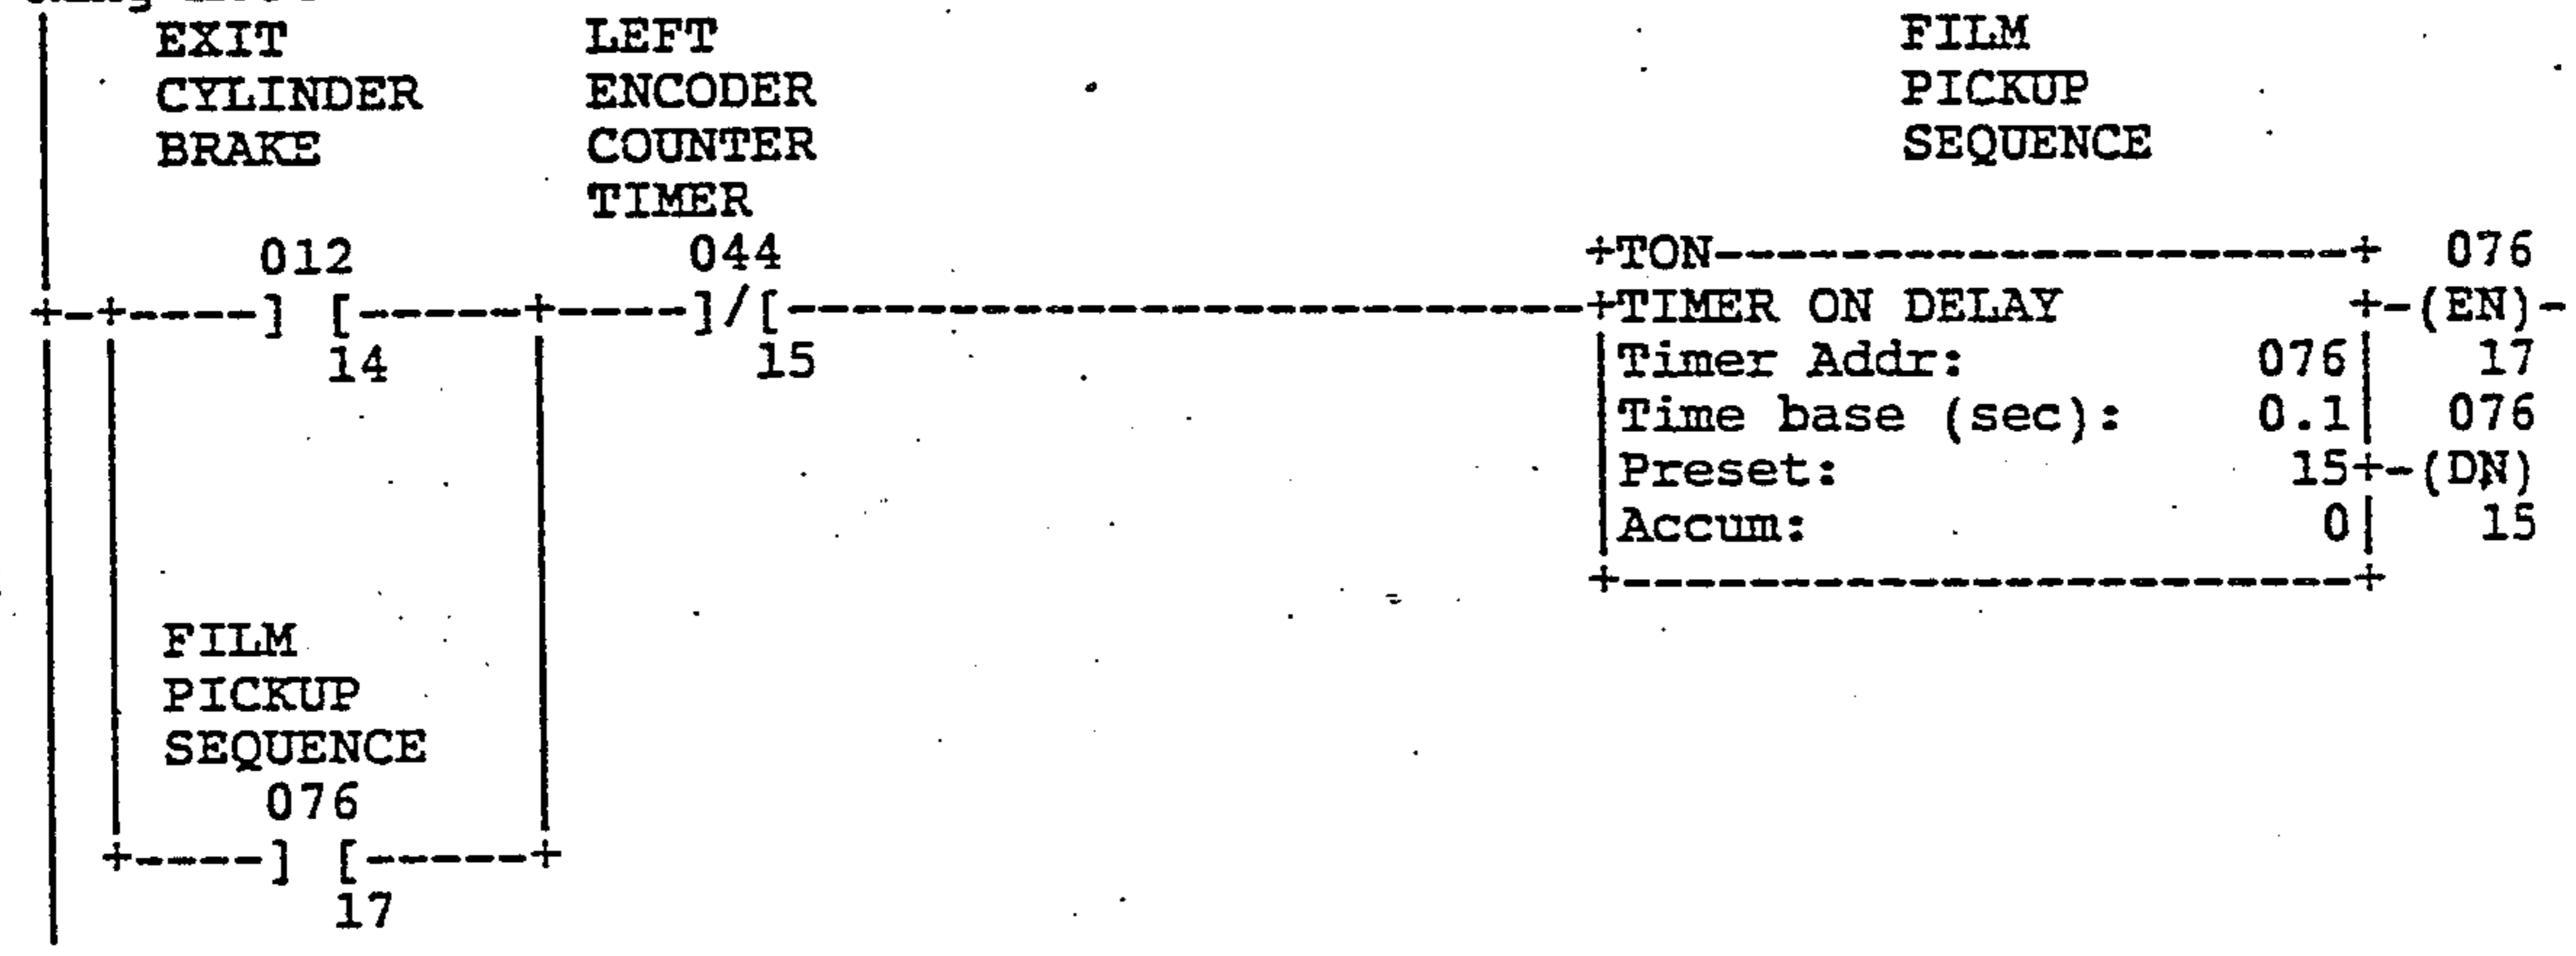 EXIT LEFT FILM
CYLINDER ENCODER PICKUP
BRAKE COUNTER SEQUENCE
TIMER
012 044 +TON-----------------------+ 076
+-+-----] [------+-----]/[--------------------------+TIMER ON DELAY +-(EN)-
14 15 |Timer Addr: 076| 17
|Time base (sec): 0.1| 076
|Preset: 15+-(DN)
|Accum: 0| 15
+------------------------+
FILM
PICKUP
SEQUENCE
076
+-----] [------+
17